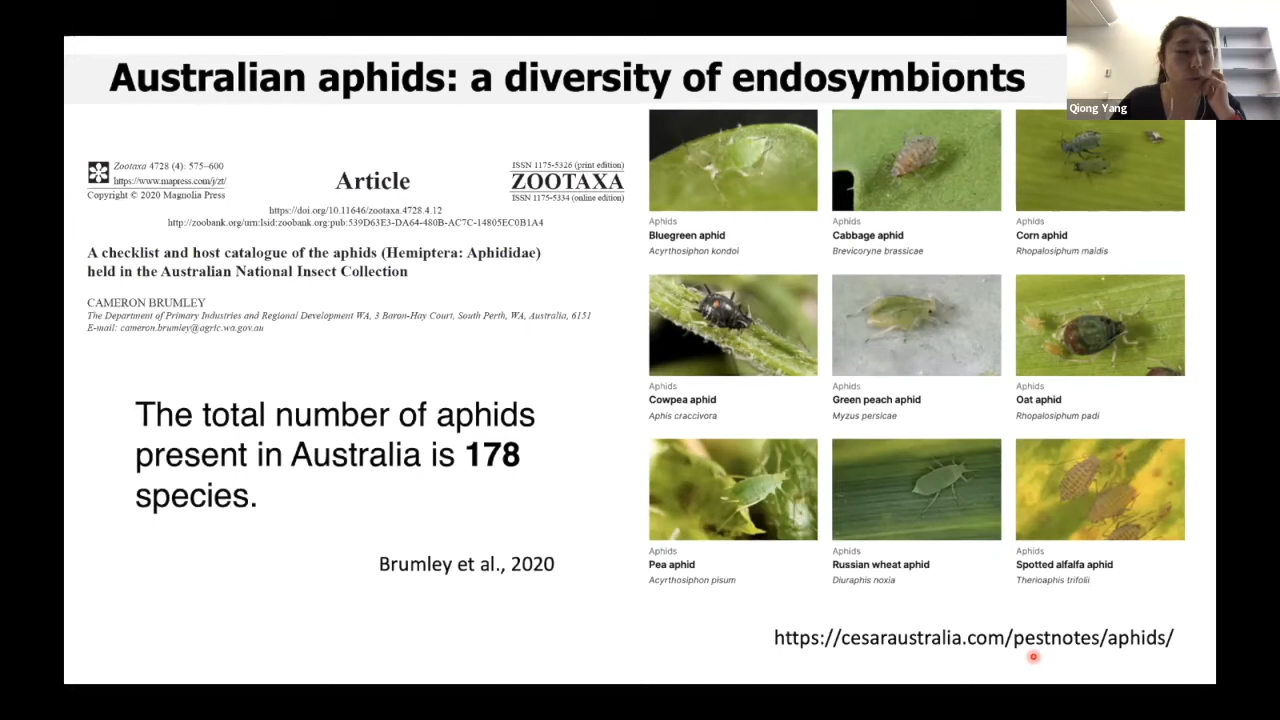 Australian aphids: a diversity of endosymbionts
Qiong Yang
Zootaxa 4728 (4): 575–600
https://www.mapress.com/j/zt/
Copyright © 2020 Magnolia Press
Article
ISSN 1175-5326 (print edition)
ZOOTAXA
ISSN 1175-5334 (online edition)
https://doi.org/10.11646/zootaxa.4728.4.12
http://zoobank.org/urn:lsid:zoobank.org:pub:539D63E3-DA64-480B-AC7C-14805EC0B1A4
A checklist and host catalogue of the aphids (Hemiptera: Aphididae)
held in the Australian National Insect Collection
CAMERON BRUMLEY
The Department of Primary Industries and Regional Development WA, 3 Baron-Hay Court, South Perth, WA, Australia, 6151
E-mail: cameron.brumley@agric.wa.gov.au
The total number of aphids
present in Australia is 178
species.
Brumley et al., 2020
Aphids
Bluegreen aphid
Acyrthosiphon kondoi
Aphids
Cabbage aphid
Brevicoryne brassicae
Aphids
Corn aphid
Rhopalosiphum maidis
Aphids
Cowpea aphid
Aphis craccivora
Aphids
Green peach aphid
Myzus persicae
Aphids
Oat aphid
Rhopalosiphum padi
Aphids
Pea aphid
Acyrthosiphon pisum
Aphids
Russian wheat aphid
Diuraphis noxia
Aphids
Spotted alfalfa aphid
Therioaphis trifolii
https://cesaraustralia.com/pestnotes/aphids/